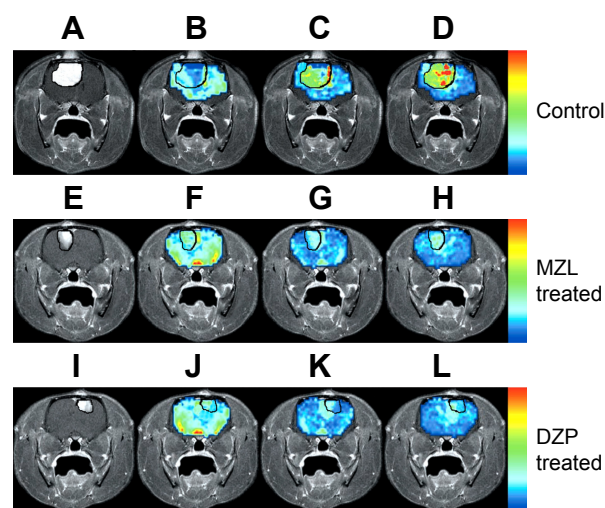 A B C D
Control
E F G H
MZL
treated
I J K L
DZP
treated